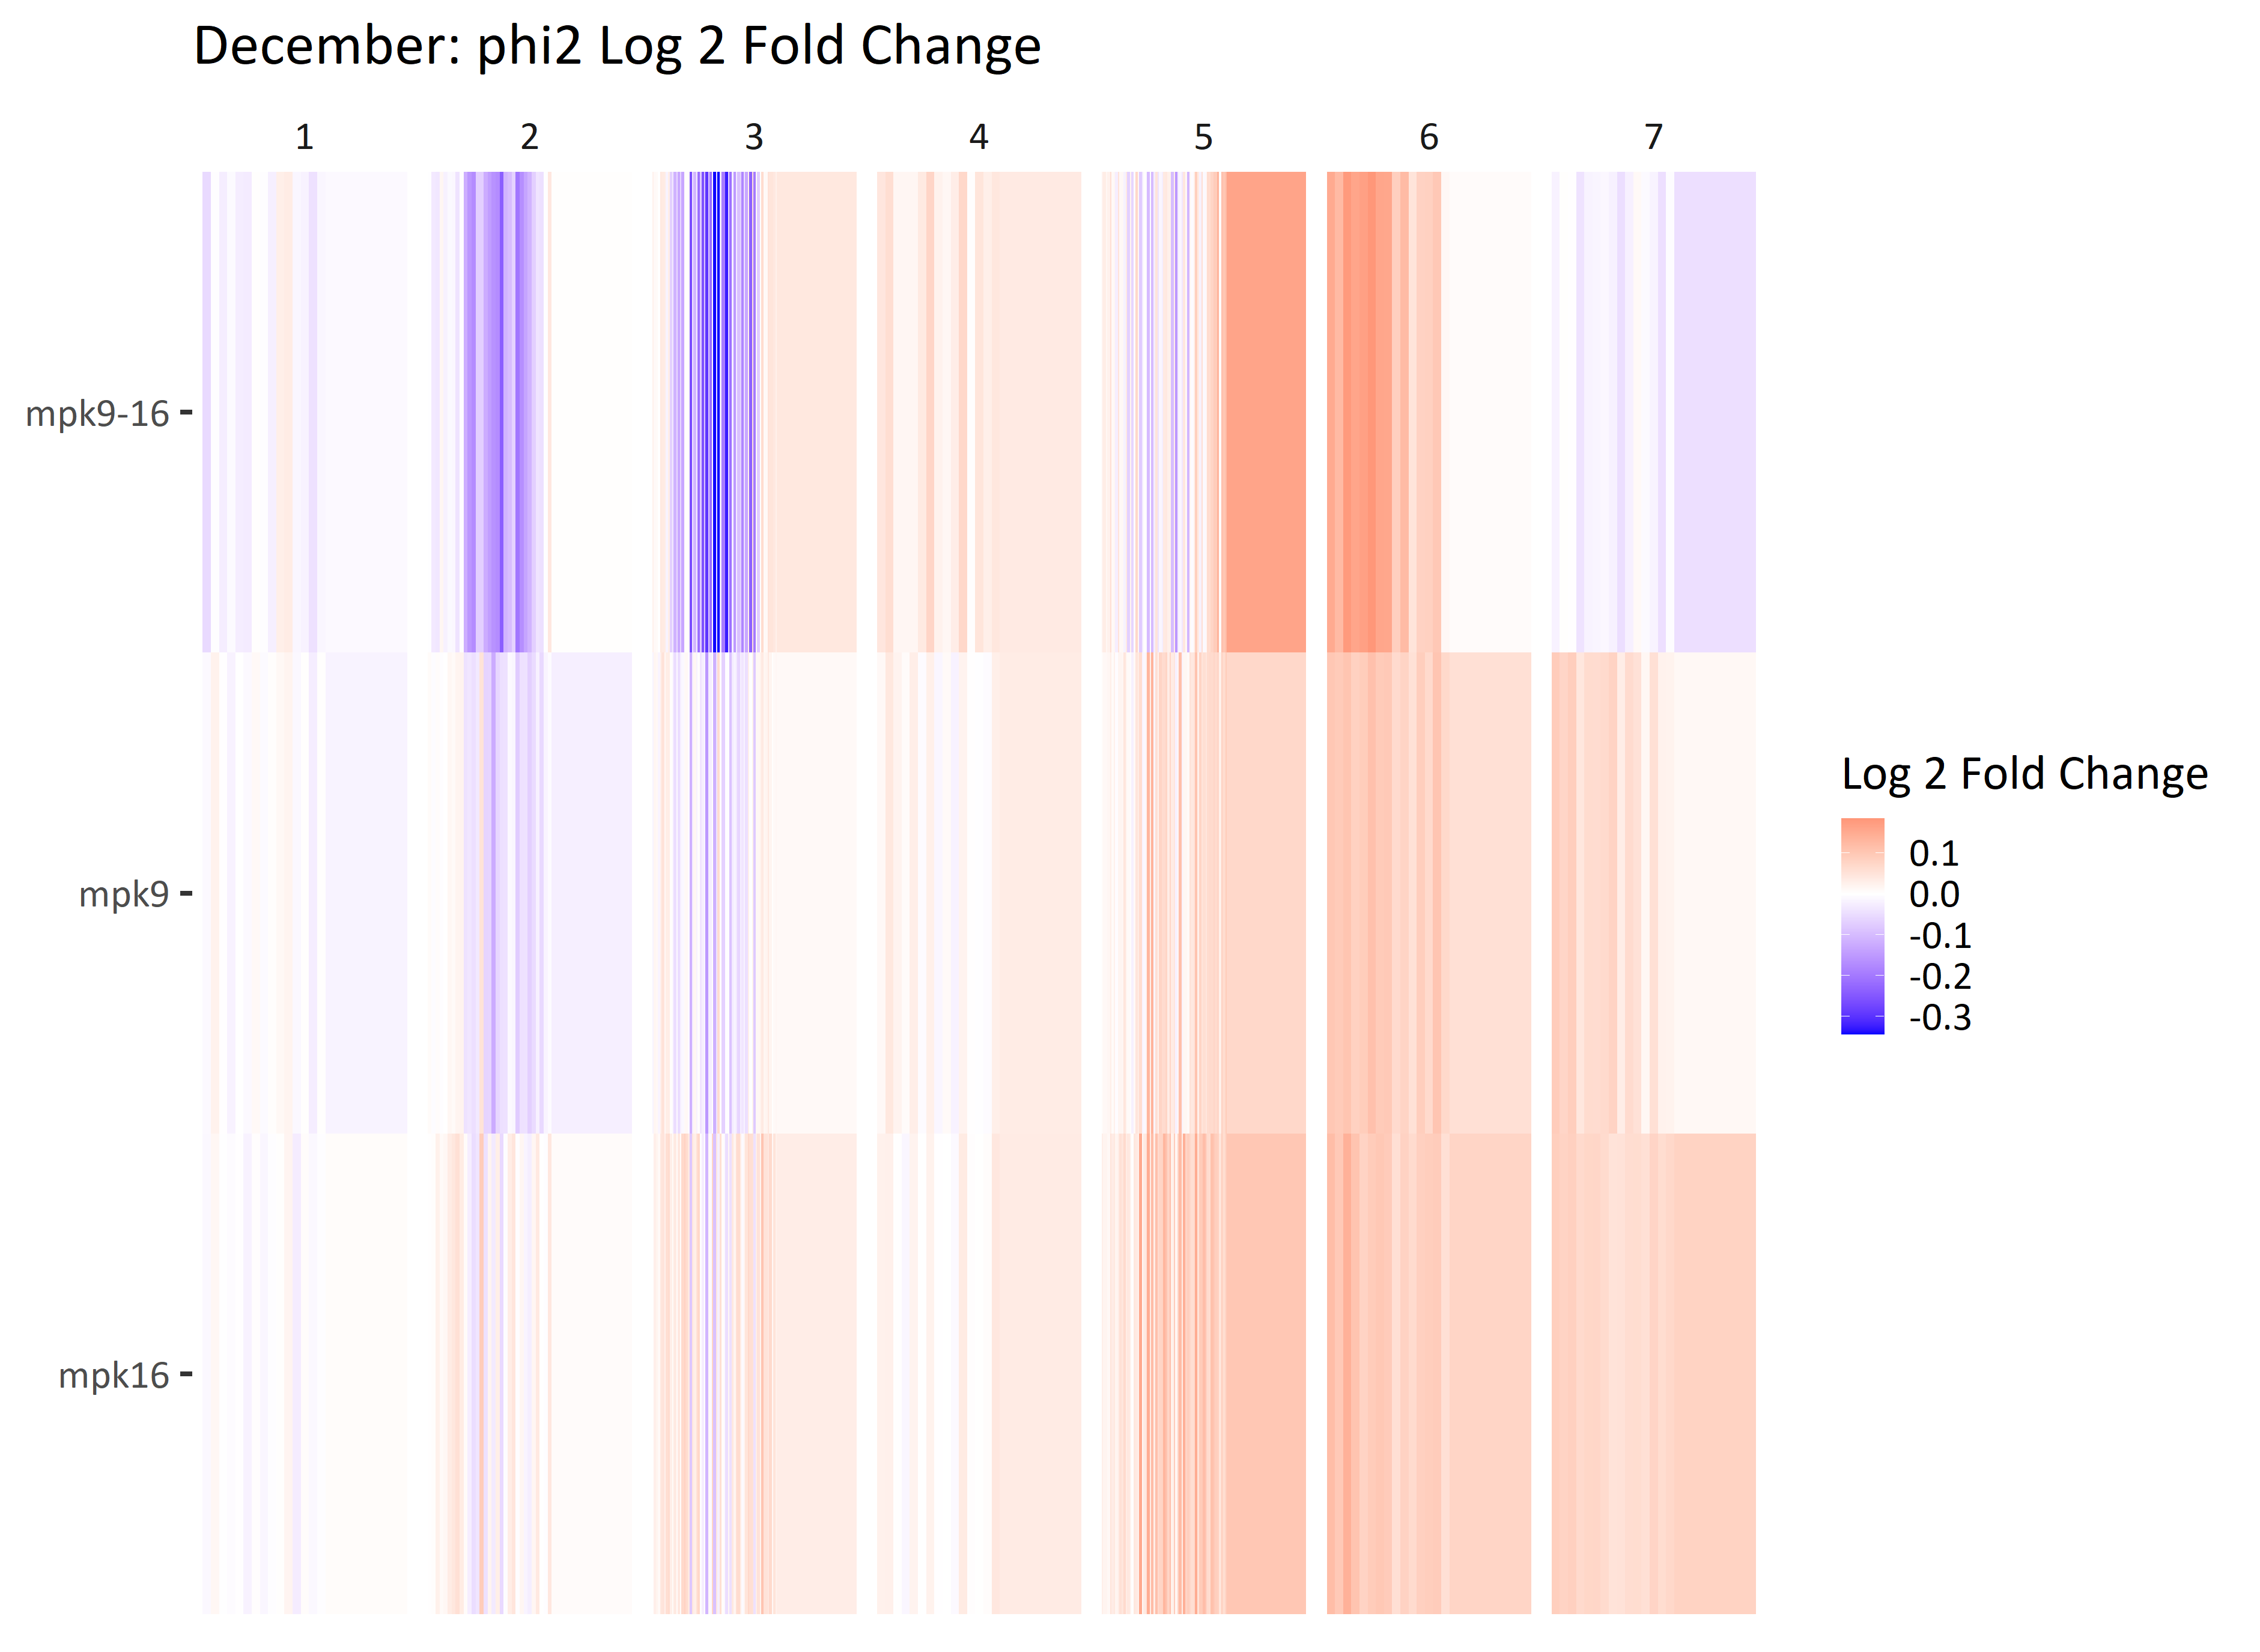 December: phi2 Log 2 Fold Change
1 2 3 4 5 6 7
mpk9-16
mpk9
mpk16
Log 2 Fold Change
0.1
0.0
-0.1
-0.2
-0.3